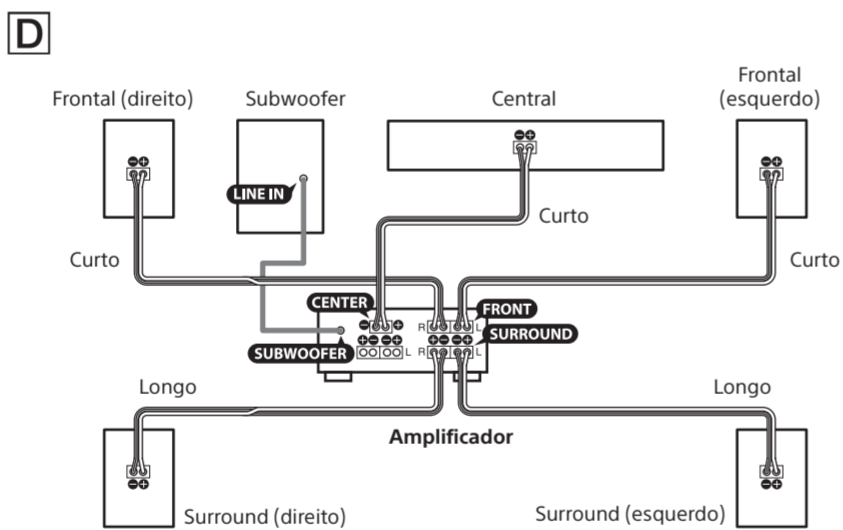 D
Frontal (direito)
Subwoofer
Central
Frontal
(esquerdo)
LINE IN
Curto
Curto
Curto
CENTER
FRONT
R
L
SURROUND
SUBWOOFER
L
R
L
Longo
Longo
Amplificador
Surround (direito)
Surround (esquerdo)